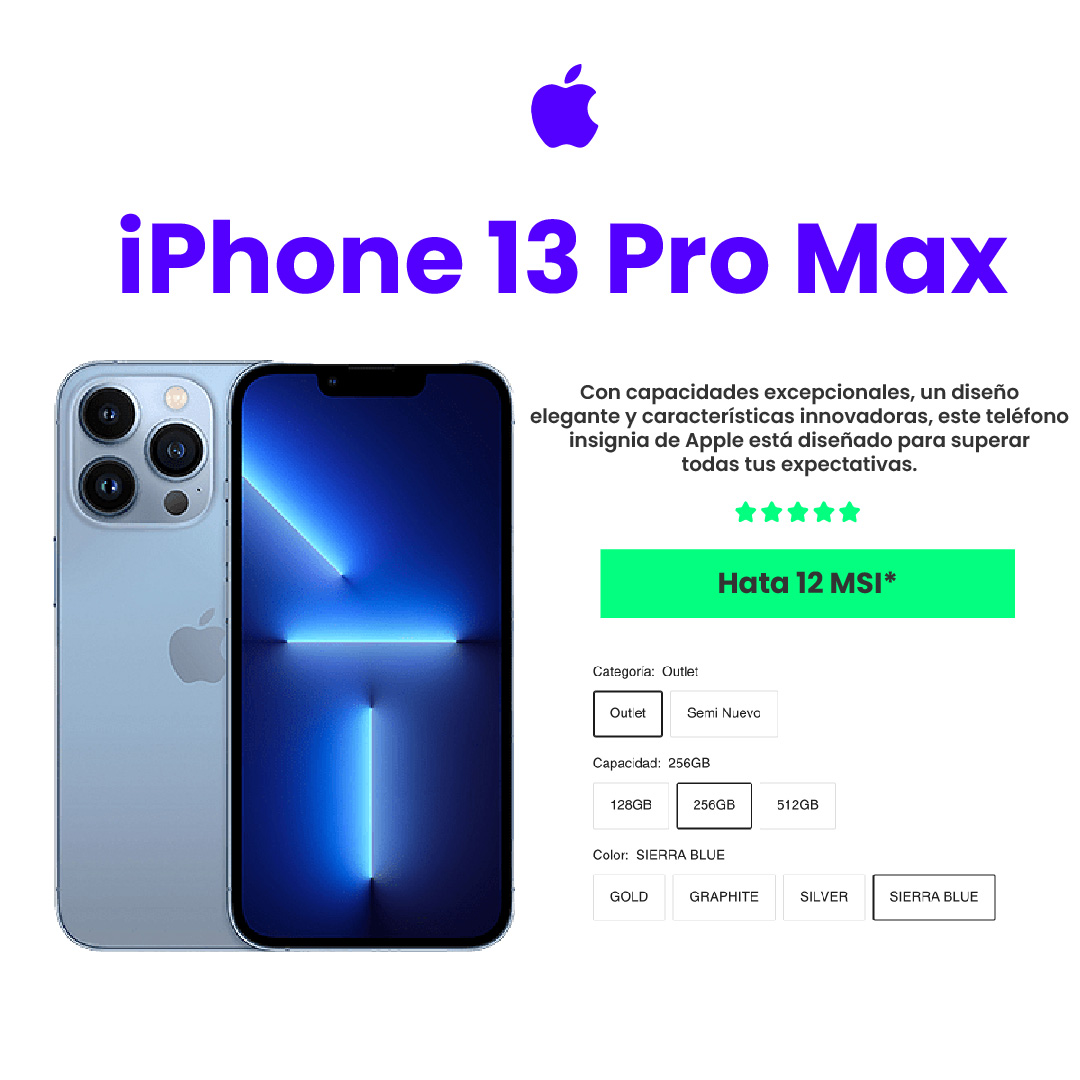 iPhone 13 Pro Max
Con capacidades excepcionales, un diseño
elegante y características innovadoras, este teléfono
insignia de Apple está diseñado para superar
todas tus expectativas.
Hata 12 MSI*
Categoría: Outlet
Outlet Semi Nuevo
Capacidad: 256GB
128GB 256GB 512GB
Color: SIERRA BLUE
GOLD GRAPHITE SILVER SIERRA BLUE